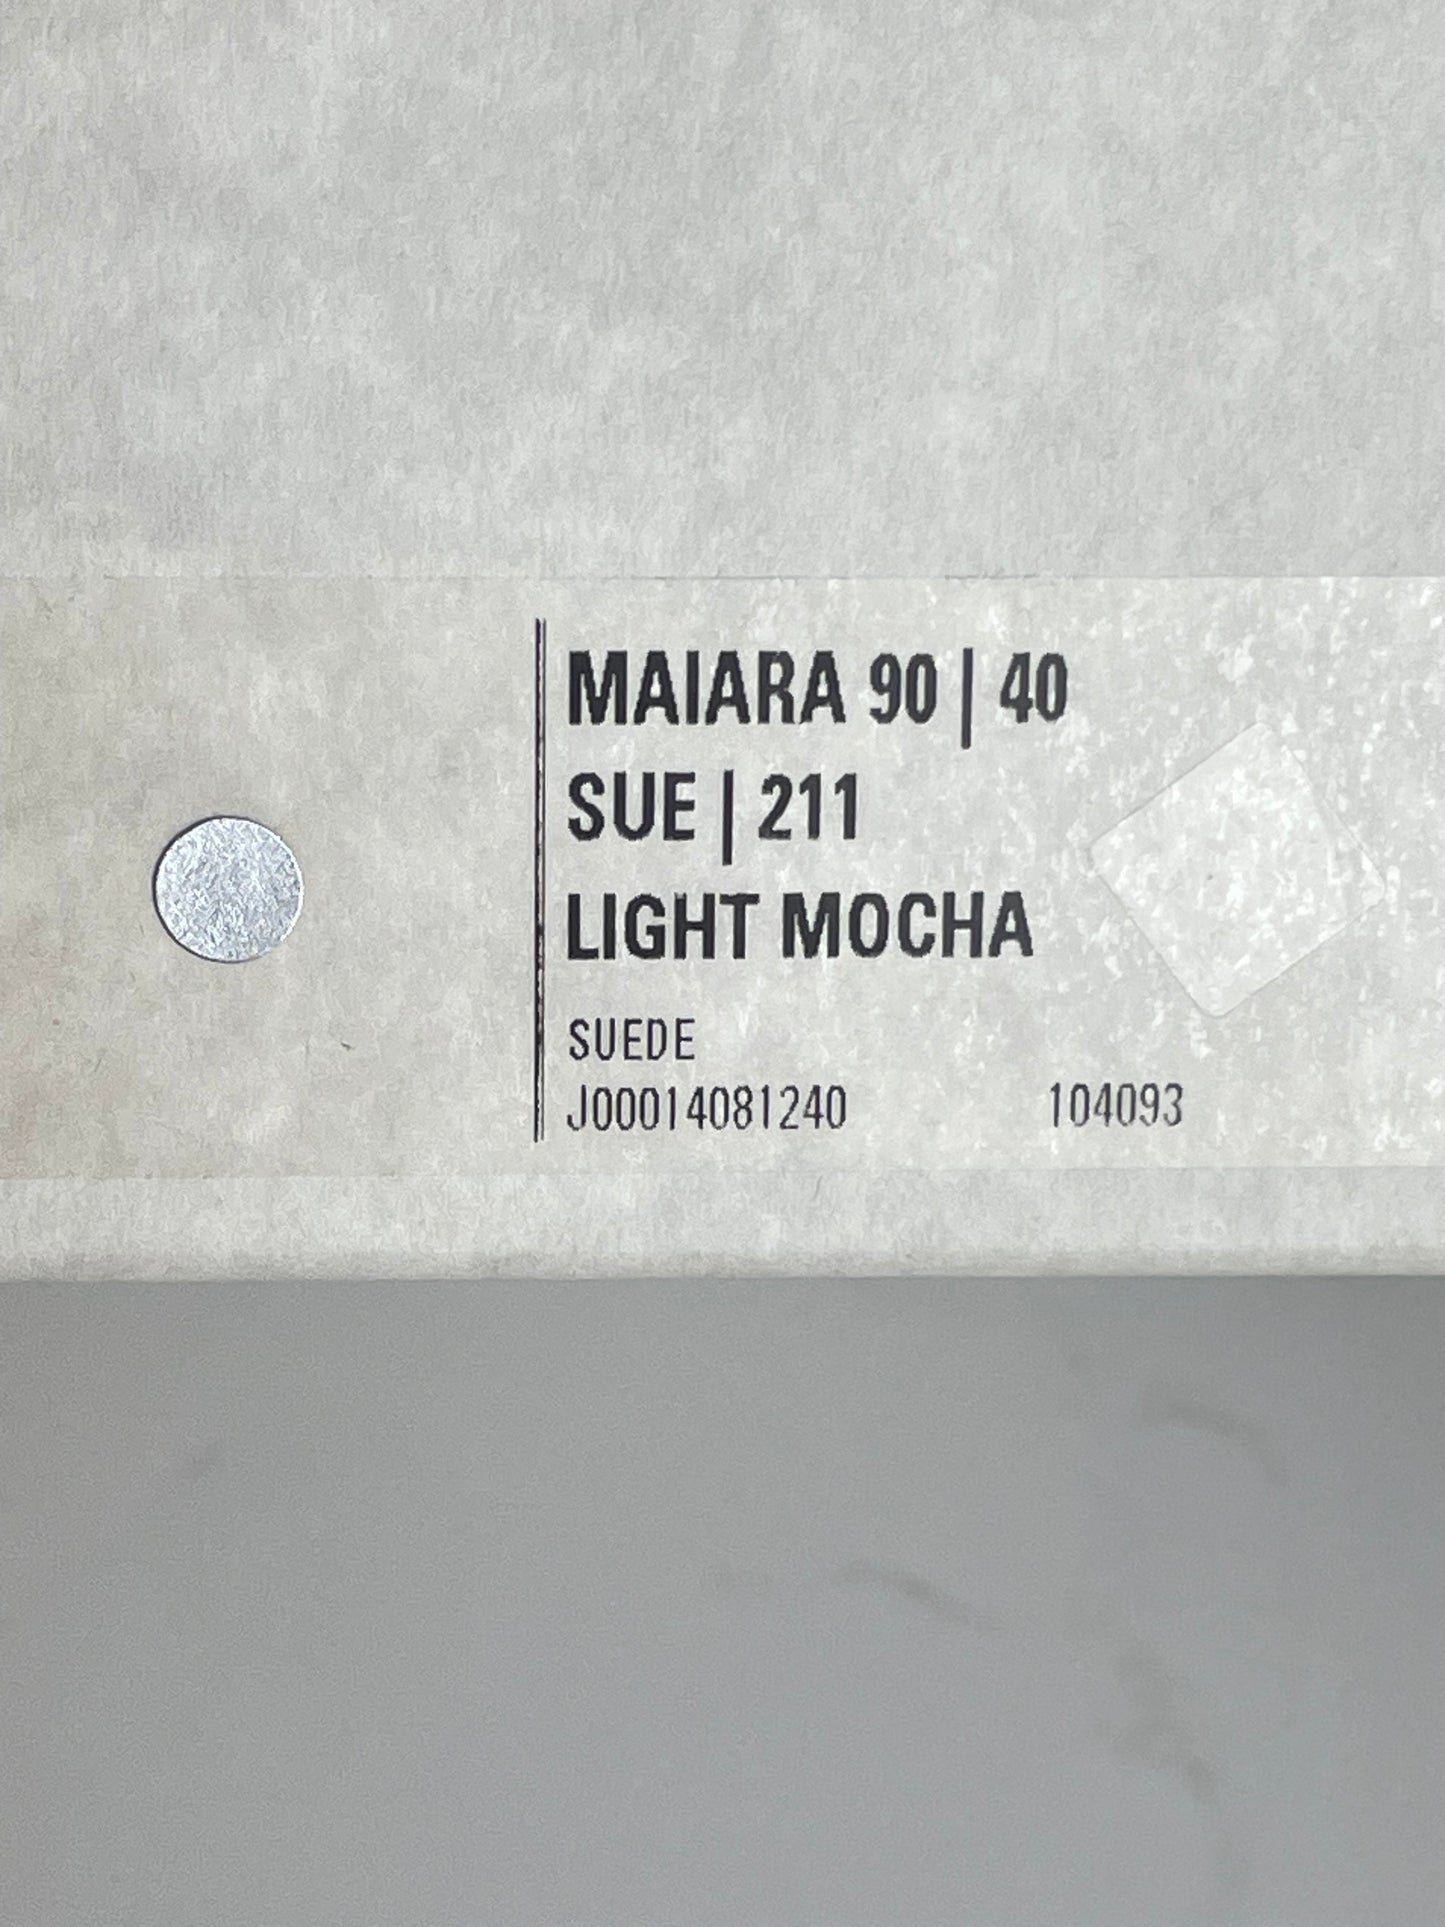 MAIARA 90 | 40
SUE | 211
LIGHT MOCHA
SUEDE
J00014081240 104093